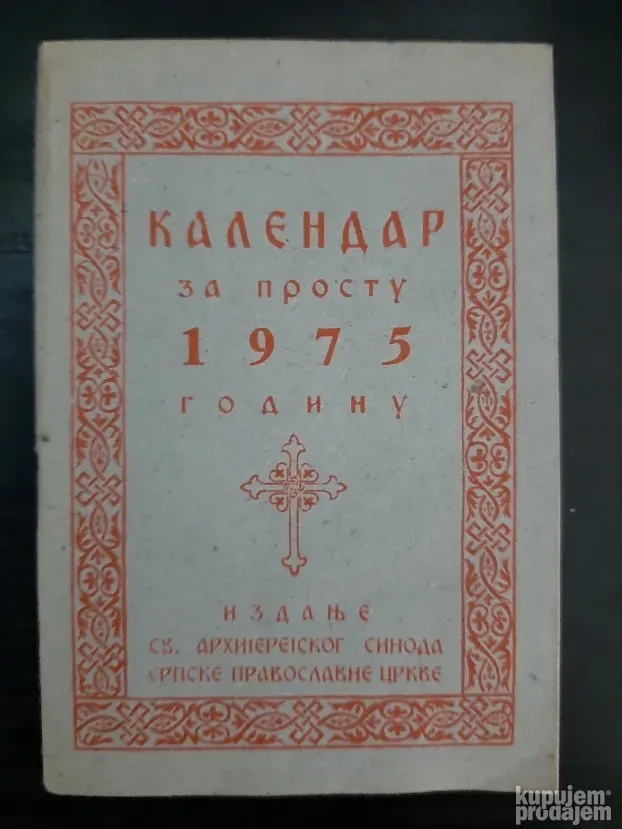 КАЛЕНДАР
ЗА ПРОСТУ
1975
ГОДИНУ
ИЗДАЊЕ
СВ. АРХИЈЕРЕЈСКОГ СИНОДА
СРПСКЕ ПРАВОСЛАВНЕ ЦРКВЕ
kupujem
prodajem